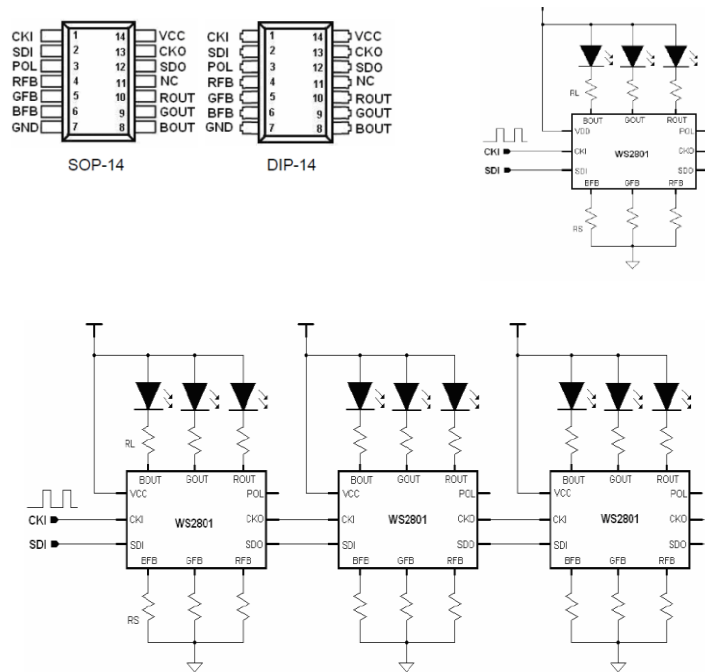 CKI 1 14 VCC
SDI 2 13 CKO
POL 3 12 SDO
RFB 4 11 NC
GFB 5 10 ROUT
BFB 6 9 GOUT
GND 7 8 BOUT
SOP-14
CKI 1 14 VCC
SDI 2 13 CKO
POL 3 12 SDO
RFB 4 11 NC
GFB 5 10 ROUT
BFB 6 9 GOUT
GND 7 8 BOUT
DIP-14
RL
BOUT GOUT ROUT
VDD POL
CKI CKI WS2801 CKO
SDI SDI SDO
BFB GFB RFB
RS
RL
BOUT GOUT ROUT
VCC POL
CKI CKI WS2801 CKO
SDI SDI SDO
BFB GFB RFB
RS
BOUT GOUT ROUT
VCC POL
CKI WS2801 CKO
SDI SDO
BFB GFB RFB
BOUT GOUT ROUT
VCC POL
CKI WS2801 CKO
SDI SDO
BFB GFB RFB